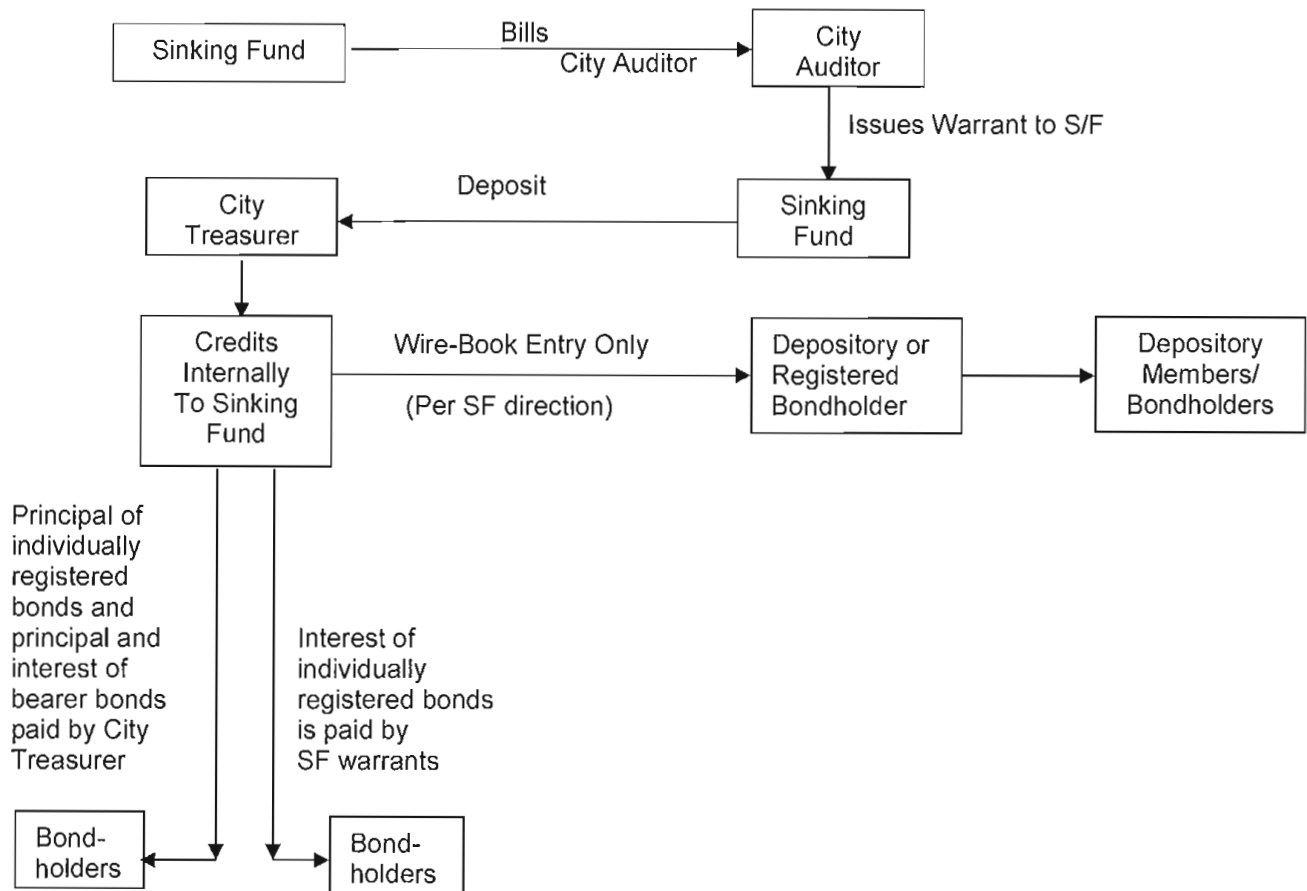 Sinking Fund
Bills
City Auditor
City
Auditor
Issues Warrant to S/F
Sinking
Fund
Deposit
City
Treasurer
Credits
Internally
To Sinking
Fund
Wire-Book Entry Only
(Per SF direction)
Depository or
Registered
Bondholder
Depository
Members/
Bondholders
Principal of
individually
registered
bonds and
principal and
interest of
bearer bonds
paid by City
Treasurer
Interest of
individually
registered bonds
is paid by
SF warrants
Bond-
holders
Bond-
holders